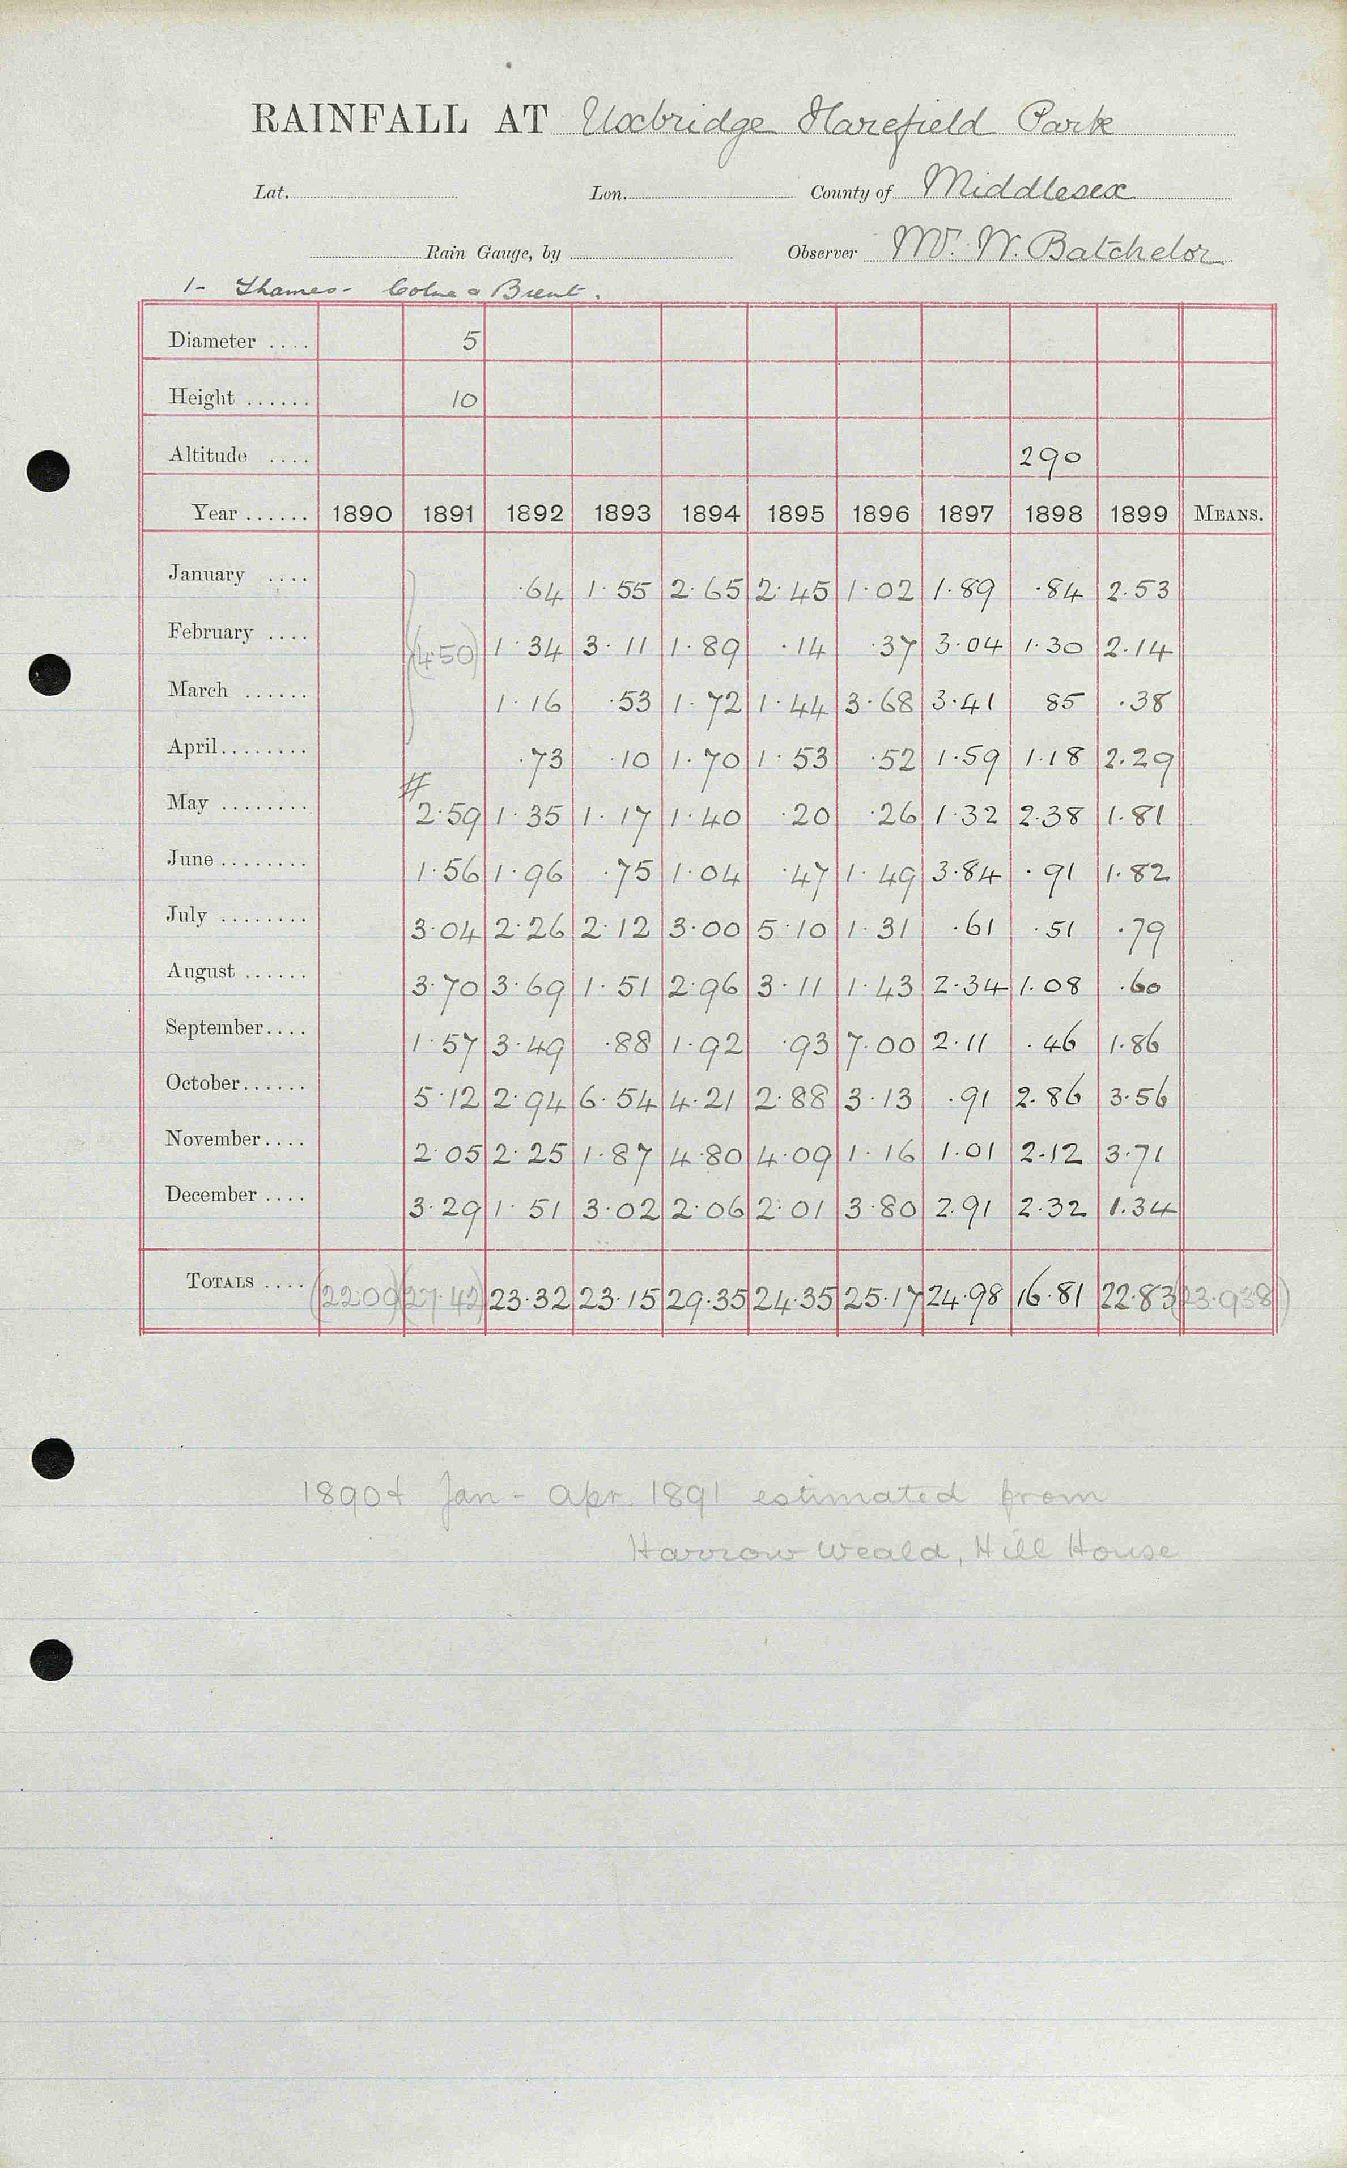 RAINFALL AT Uxbridge Harefield Park
Lat. Lon. County of Middlesex
Rain Gauge, by Observer Mr. W. Batchelor
1- Thames- Colne & Brent.
Diameter .... 5
Height ...... 10
Altitude .... 290
Year ...... 1890 1891 1892 1893 1894 1895 1896 1897 1898 1899 MEANS.
January .... ·64 1·55 2·65 2·45 1·02 1·89 ·84 2·53
February .... (4·50) 1·34 3·11 1·89 ·14 ·37 3·04 1·30 2·14
March ...... 1·16 ·53 1·72 1·44 3·68 3·41 85 ·38
April........ ·73 ·10 1·70 1·53 ·52 1·59 1·18 2·29
May ........ # 2·59 1·35 1·17 1·40 ·20 ·26 1·32 2·38 1·81
June ........ 1·56 1·96 ·75 1·04 ·47 1·49 3·84 ·91 1·82
July ........ 3·04 2·26 2·12 3·00 5·10 1·31 ·61 ·51 ·79
August ...... 3·70 3·69 1·51 2·96 3·11 1·43 2·34 1·08 ·60
September.... 1·57 3·49 ·88 1·92 ·93 7·00 2·11 ·46 1·86
October...... 5·12 2·94 6·54 4·21 2·88 3·13 ·91 2·86 3·56
November.... 2·05 2·25 1·87 4·80 4·09 1·16 1·01 2·12 3·71
December .... 3·29 1·51 3·02 2·06 2·01 3·80 2·91 2·32 1·34
TOTALS .... (22·00) (27·42) 23·32 23·15 29·35 24·35 25·17 24·98 16·81 22·83 (23·938)
1890 & Jan - Apr. 1891 estimated from
Harrow Weald, Hill House